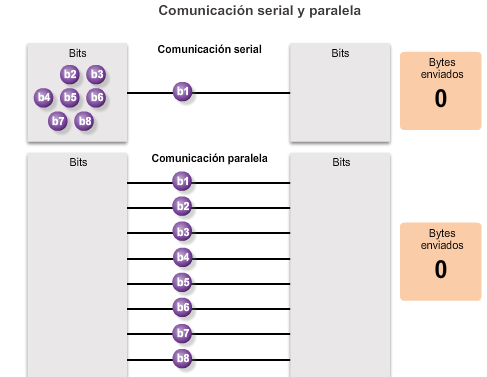 Comunicación serial y paralela
Bits
Comunicación serial
Bits
Bytes
enviados
0
b2 b3
b4 b5 b6
b7 b8
b1
Bits
Comunicación paralela
Bits
b1
b2
b3
b4
b5
b6
b7
b8
Bytes
enviados
0